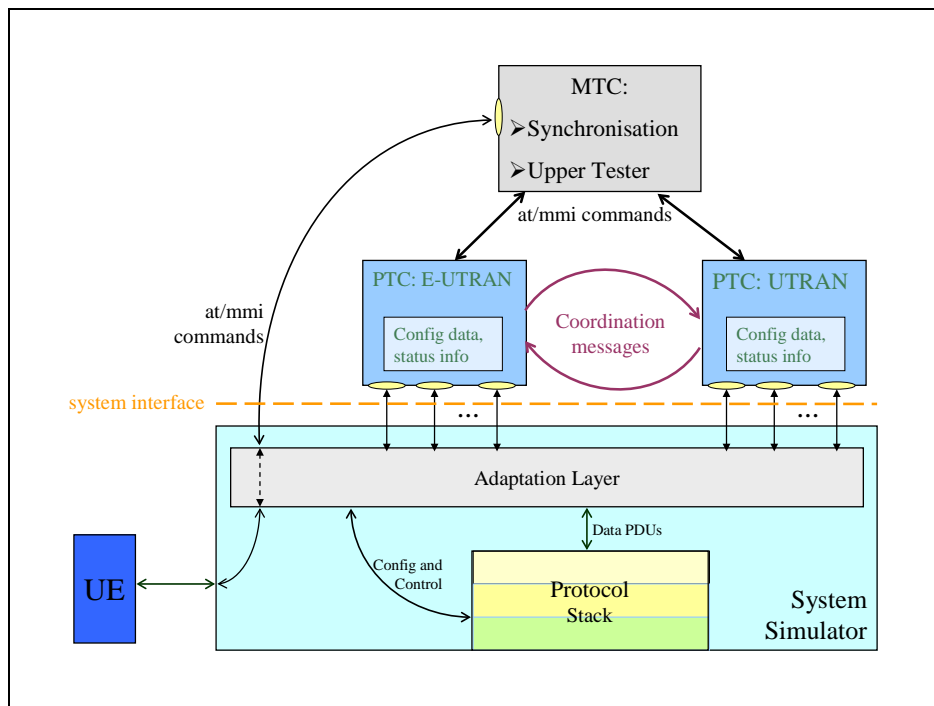 MTC:
➢Synchronisation
➢Upper Tester
at/mmi commands
PTC: E-UTRAN
PTC: UTRAN
Config data,
status info
Coordination
messages
Config data,
status info
at/mmi
commands
system interface
...
...
Adaptation Layer
Data PDUs
Config and
Control
UE
Protocol
Stack
System
Simulator